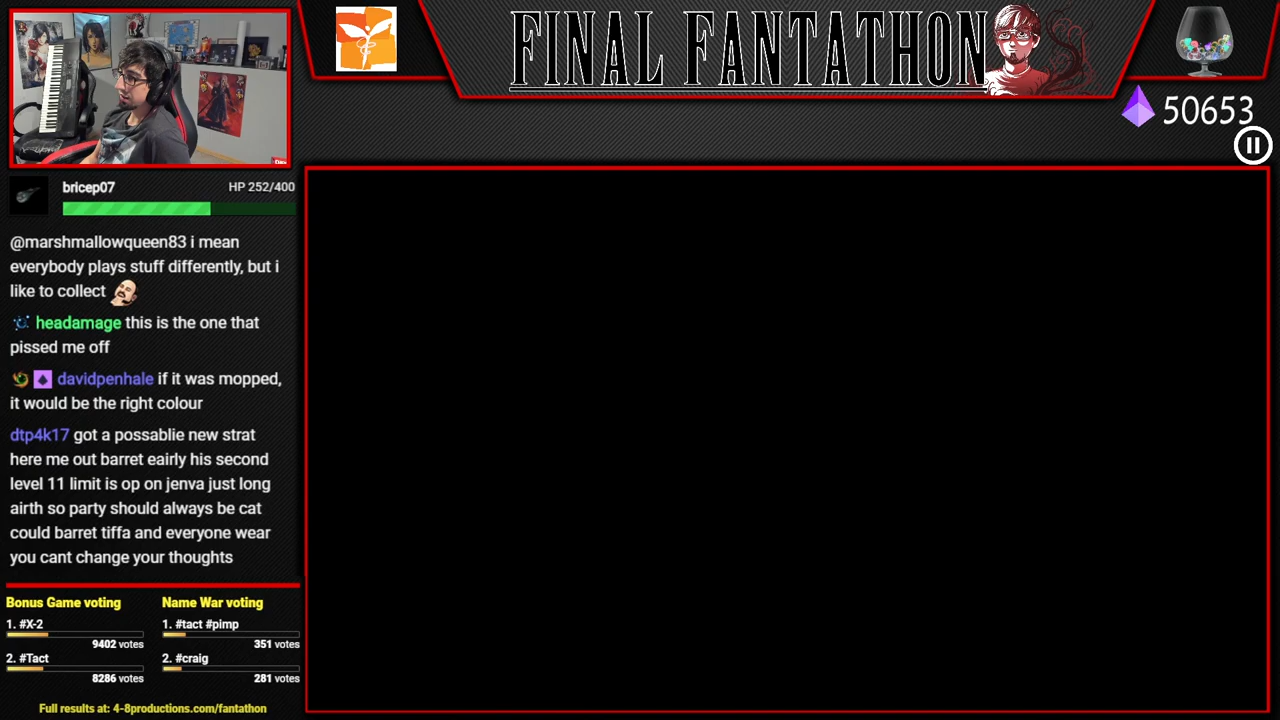 FINAL FANTATHON
50653
bricep07 HP 252/400
@marshmallowqueen83 i mean
everybody plays stuff differently, but i
like to collect
headamage this is the one that
pissed me off
davidpenhale if it was mopped,
it would be the right colour
dtp4k17 got a possablie new strat
here me out barret eairly his second
level 11 limit is op on jenva just long
airth so party should always be cat
could barret tiffa and everyone wear
you cant change your thoughts
Bonus Game voting
1. #X-2
9402 votes
2. #Tact
8286 votes
Name War voting
1. #tact #pimp
351 votes
2. #craig
281 votes
Full results at: 4-8productions.com/fantathon